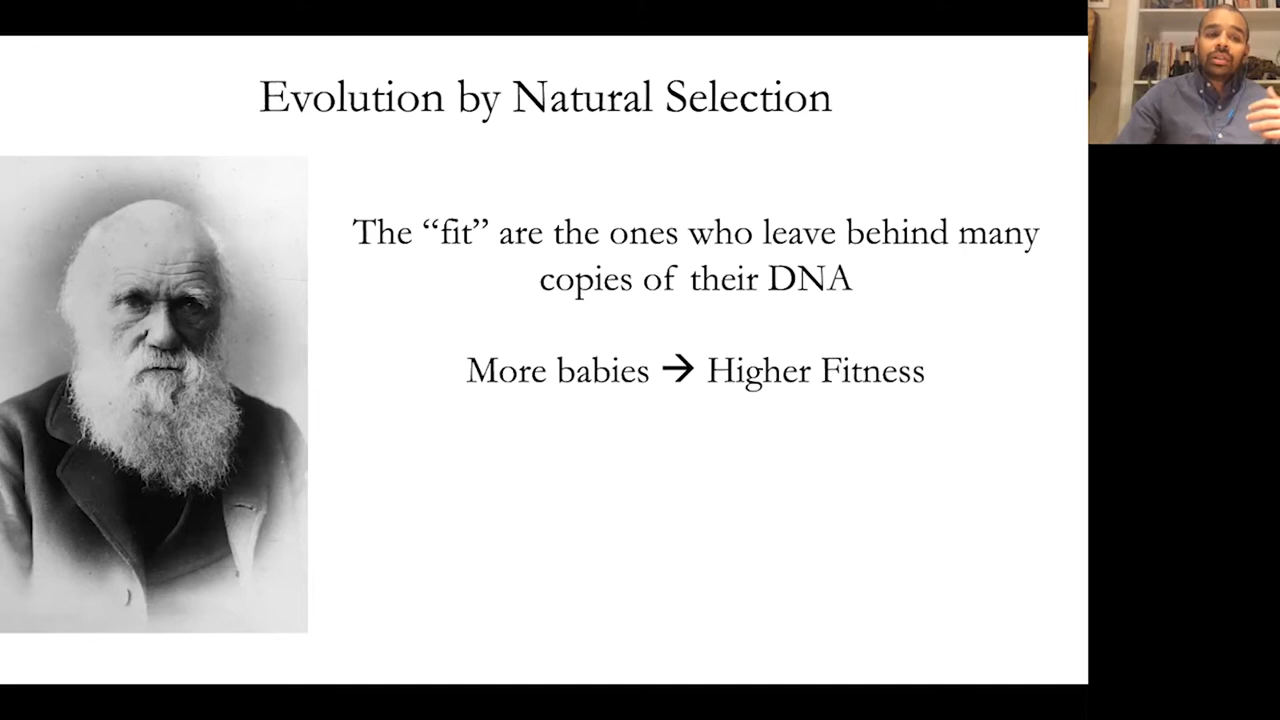 Evolution by Natural Selection
The “fit” are the ones who leave behind many
copies of their DNA
More babies → Higher Fitness